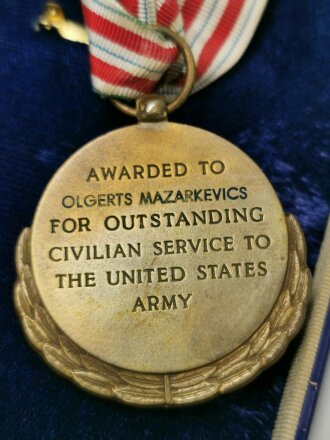 AWARDED TO
OLGERTS MAZARKEVICS
FOR OUTSTANDING
CIVILIAN SERVICE TO
THE UNITED STATES
ARMY